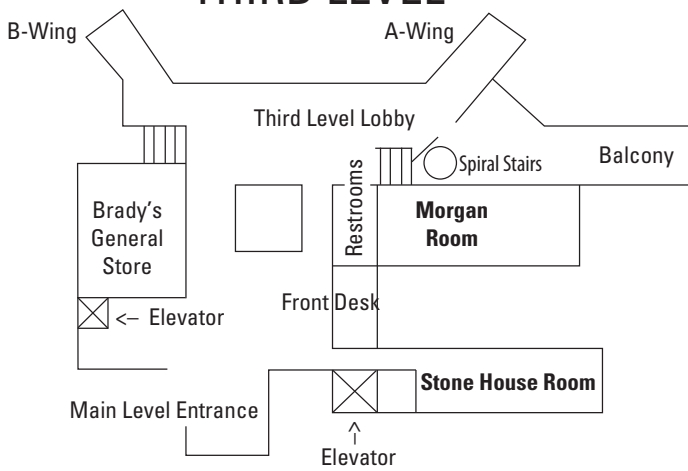 THIRD LEVEL
B-Wing
A-Wing
Third Level Lobby
Spiral Stairs
Balcony
Restrooms
Brady's
General
Store
Morgan
Room
Front Desk
<– Elevator
Stone House Room
Main Level Entrance
<–
Elevator